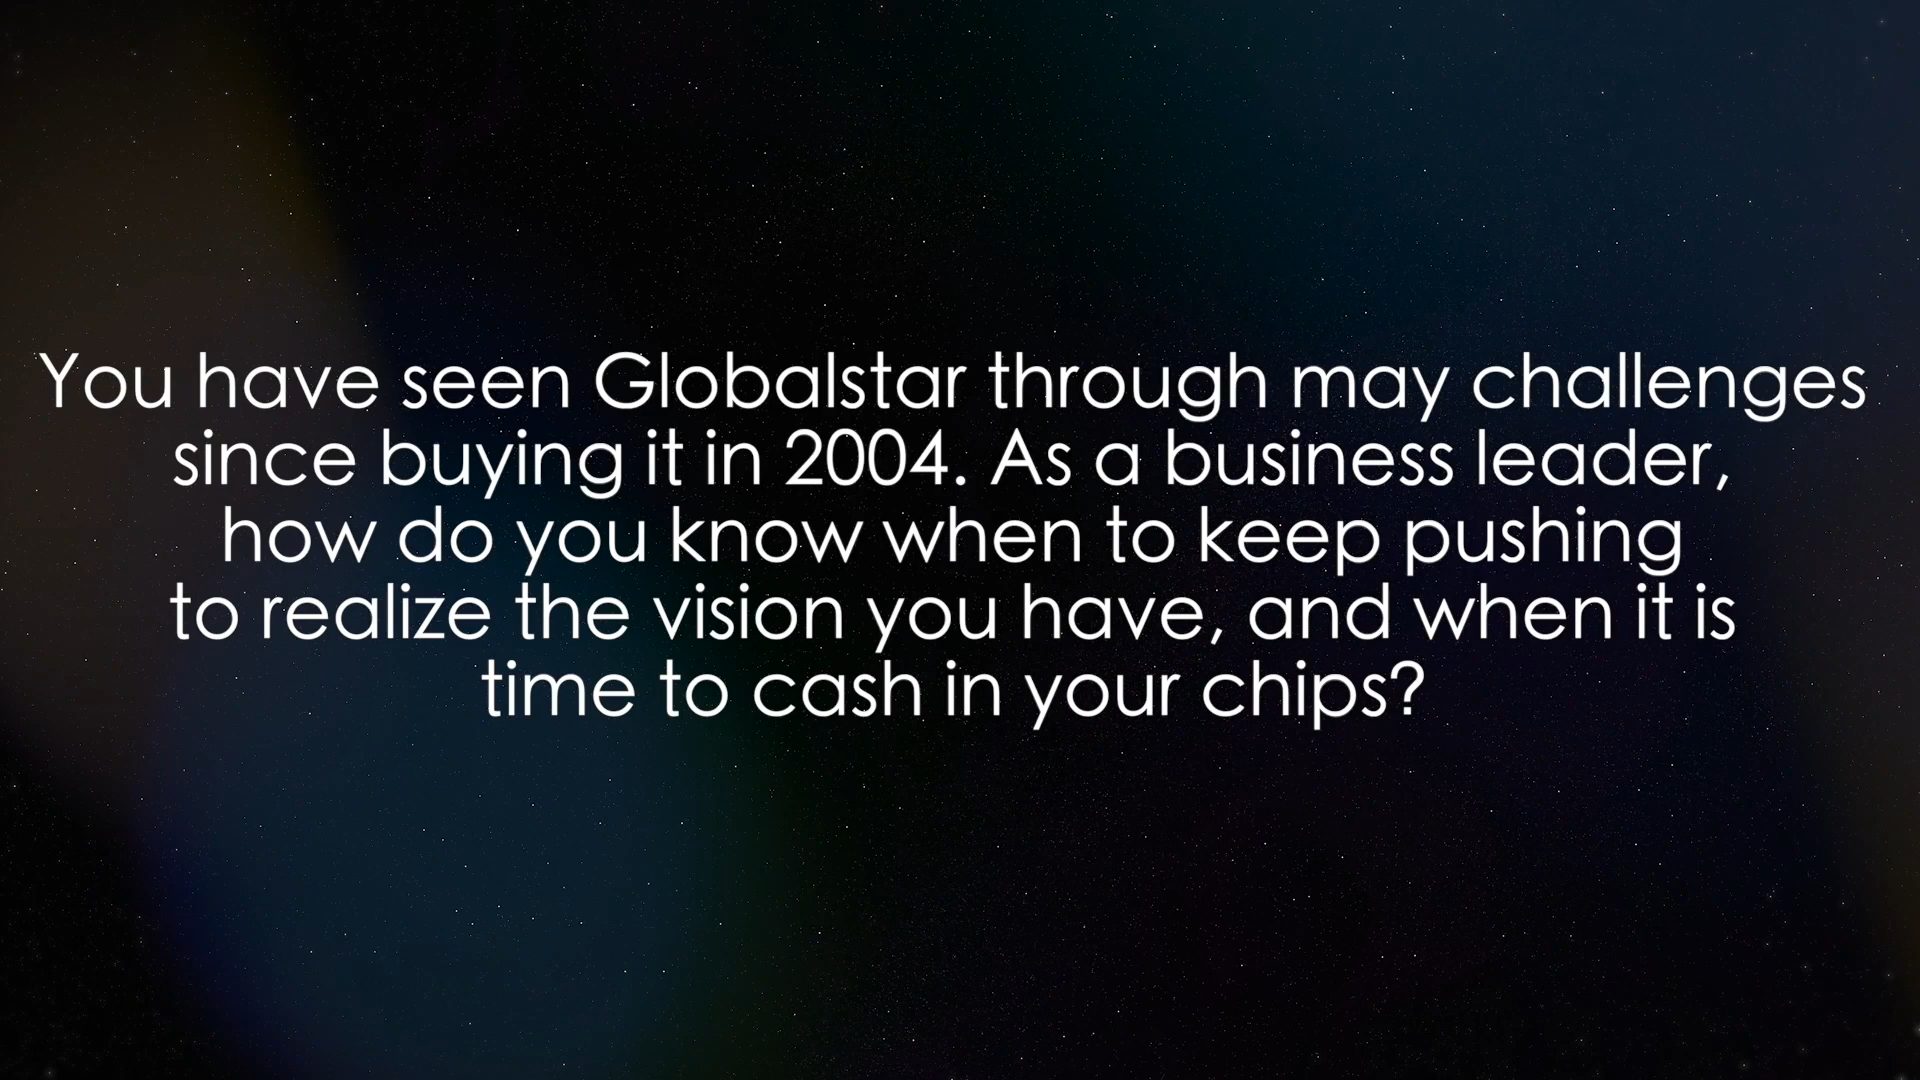 You have seen Globalstar through may challenges
since buying it in 2004. As a business leader,
how do you know when to keep pushing
to realize the vision you have, and when it is
time to cash in your chips?